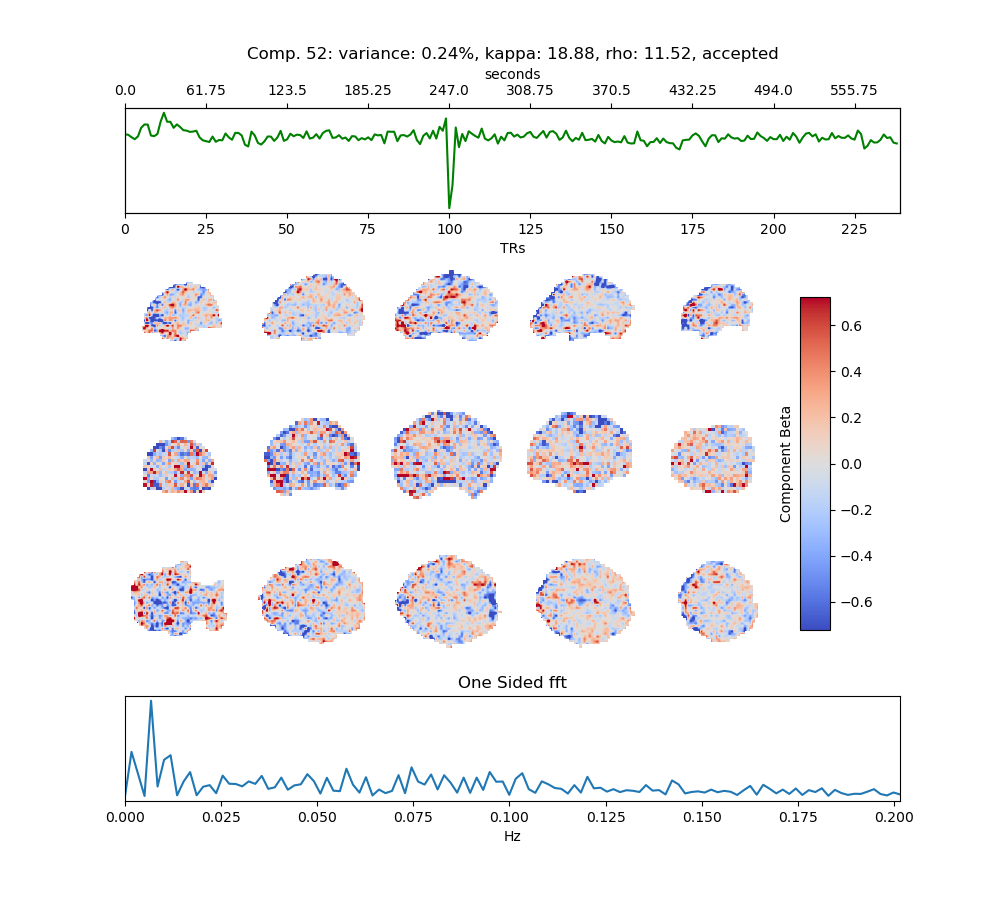 Comp. 52: variance: 0.24%, kappa: 18.88, rho: 11.52, accepted
seconds
0.0 61.75 123.5 185.25 247.0 308.75 370.5 432.25 494.0 555.75
0 25 50 75 100 125 150 175 200 225
TRs
0.6
0.4
0.2
0.0
−0.2
−0.4
−0.6
Component Beta
One Sided fft
0.000 0.025 0.050 0.075 0.100 0.125 0.150 0.175 0.200
Hz